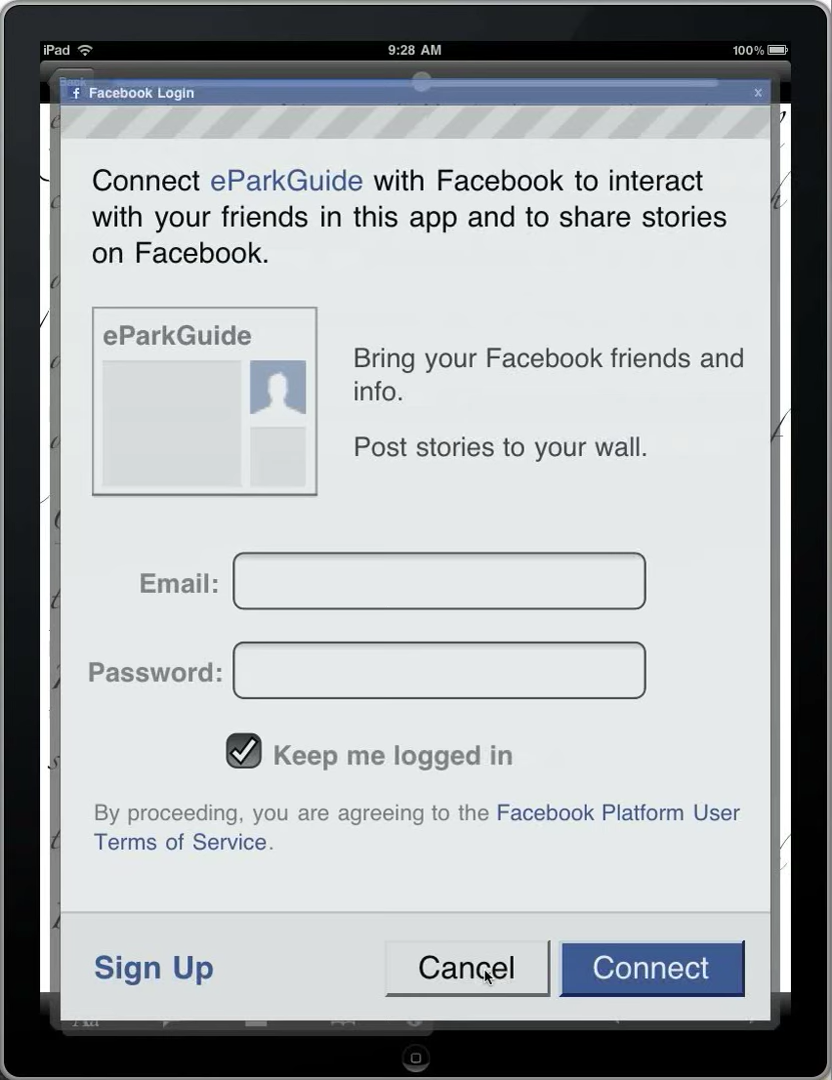 iPad 9:28 AM 100%
Back
f Facebook Login x
Connect eParkGuide with Facebook to interact
with your friends in this app and to share stories
on Facebook.
eParkGuide
Bring your Facebook friends and
info.
Post stories to your wall.
Email:
Password:
Keep me logged in
By proceeding, you are agreeing to the Facebook Platform User
Terms of Service.
Sign Up Cancel Connect
Aa